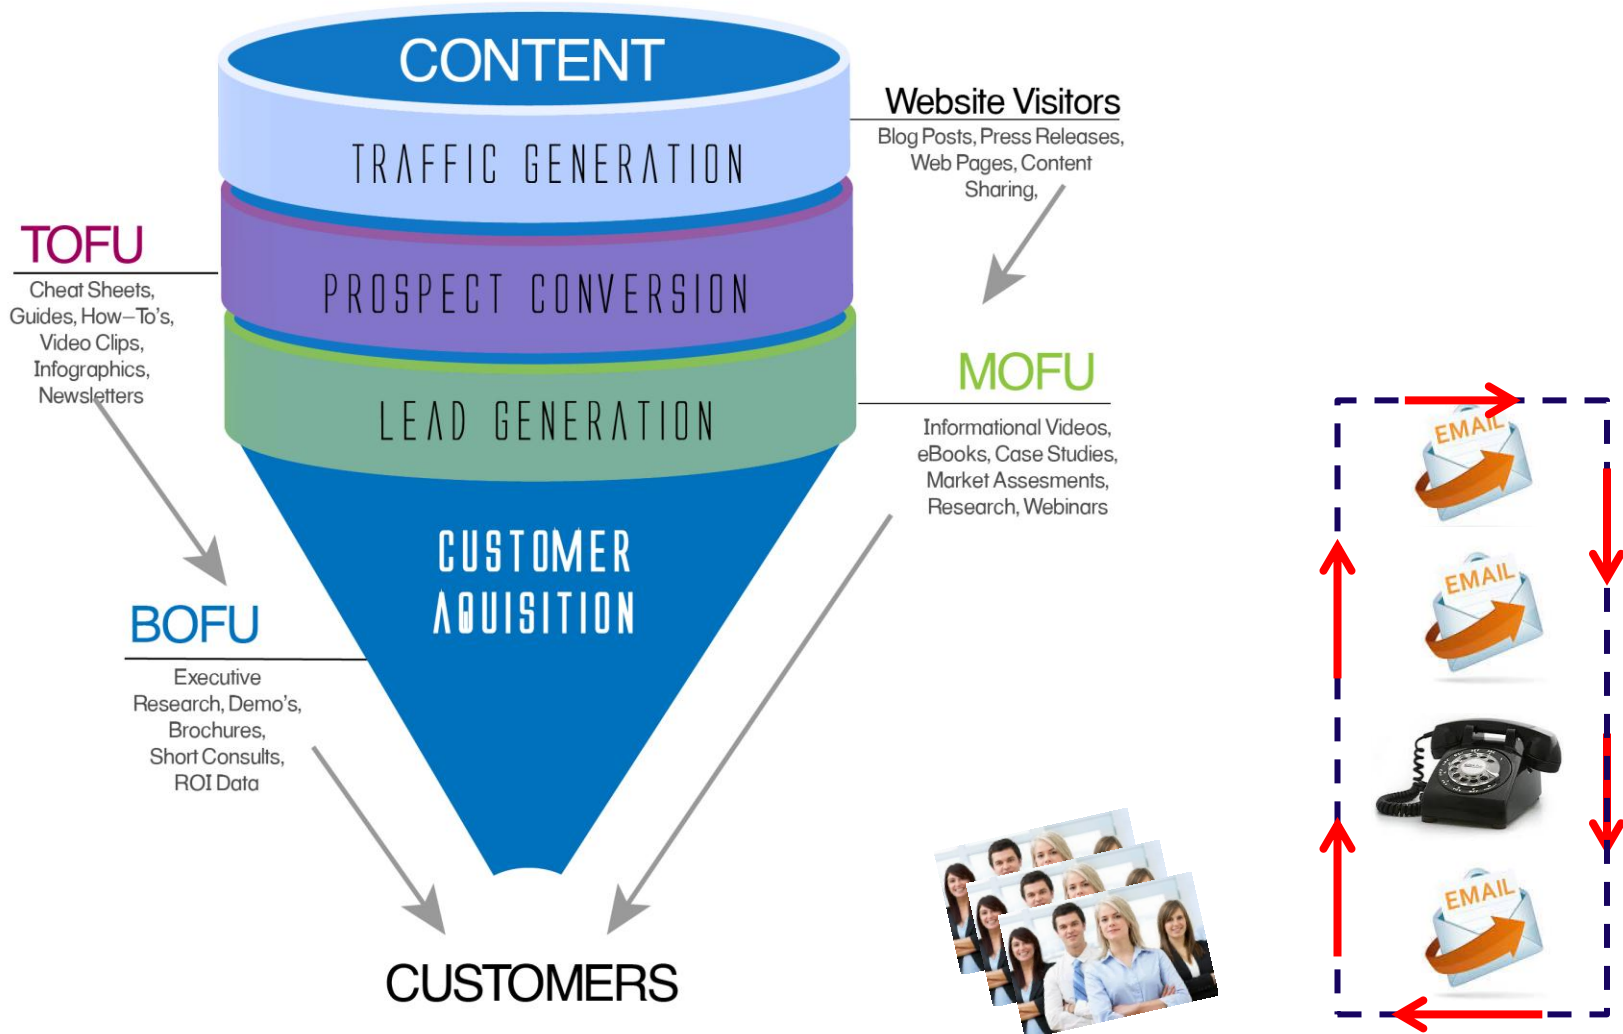 CONTENT
TRAFFIC GENERATION
PROSPECT CONVERSION
LEAD GENERATION
CUSTOMER
AQUISITION
Website Visitors
Blog Posts, Press Releases,
Web Pages, Content
Sharing,
TOFU
Cheat Sheets,
Guides, How–To's,
Video Clips,
Infographics,
Newsletters
MOFU
Informational Videos,
eBooks, Case Studies,
Market Assesments,
Research, Webinars
BOFU
Executive
Research, Demo's,
Brochures,
Short Consults,
ROI Data
CUSTOMERS
EMAIL
EMAIL
EMAIL